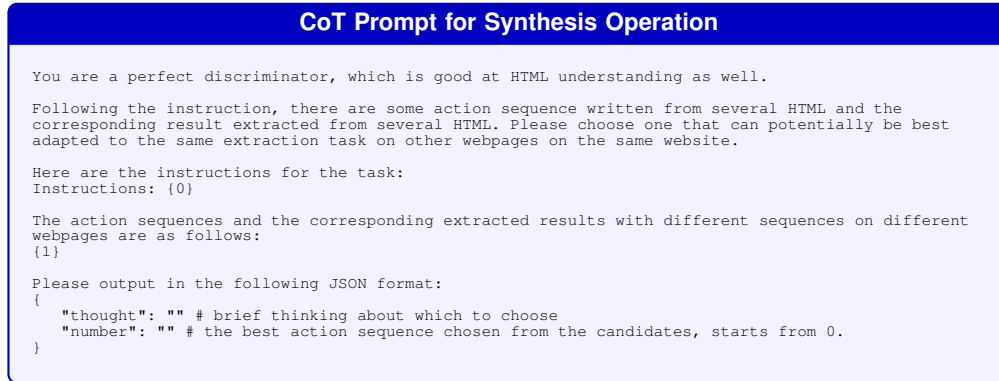 CoT Prompt for Synthesis Operation
You are a perfect discriminator, which is good at HTML understanding as well.
Following the instruction, there are some action sequence written from several HTML and the
corresponding result extracted from several HTML. Please choose one that can potentially be best
adapted to the same extraction task on other webpages on the same website.
Here are the instructions for the task:
Instructions: {0}
The action sequences and the corresponding extracted results with different sequences on different
webpages are as follows:
{1}
Please output in the following JSON format:
{
"thought": "" # brief thinking about which to choose
"number": "" # the best action sequence chosen from the candidates, starts from 0.
}